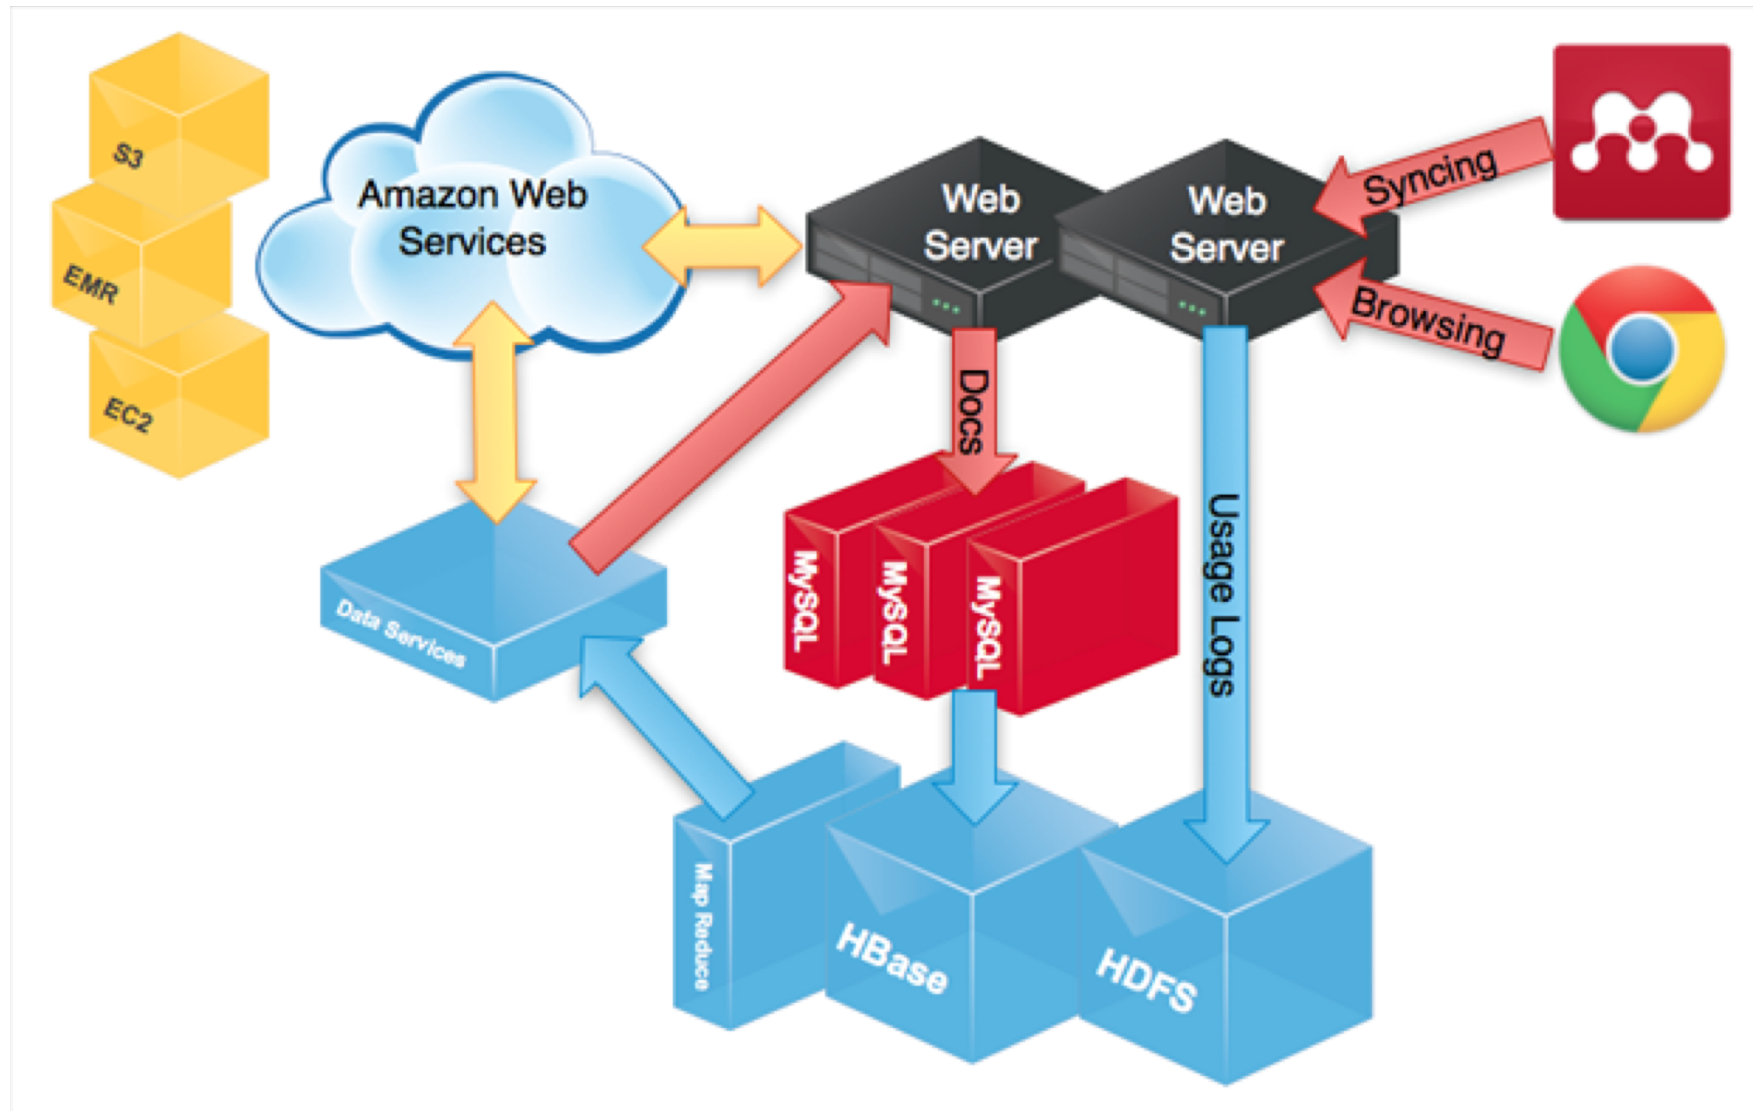 S3
EMR
EC2
Amazon Web
Services
Web
Server
Web
Server
Syncing
Browsing
Docs
Usage Logs
MySQL
MySQL
MySQL
Data Services
Map Reduce
HBase
HDFS